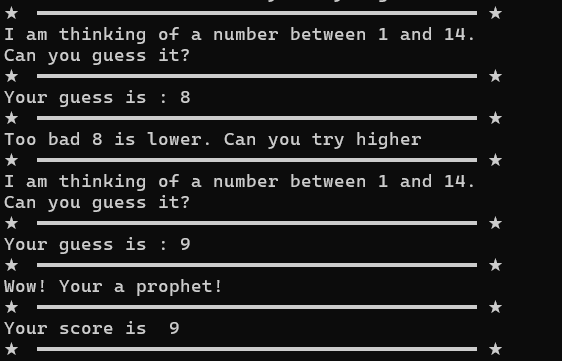 I am thinking of a number between 1 and 14.
Can you guess it?
Your guess is : 8
Too bad 8 is lower. Can you try higher
I am thinking of a number between 1 and 14.
Can you guess it?
Your guess is : 9
Wow! Your a prophet!
Your score is  9